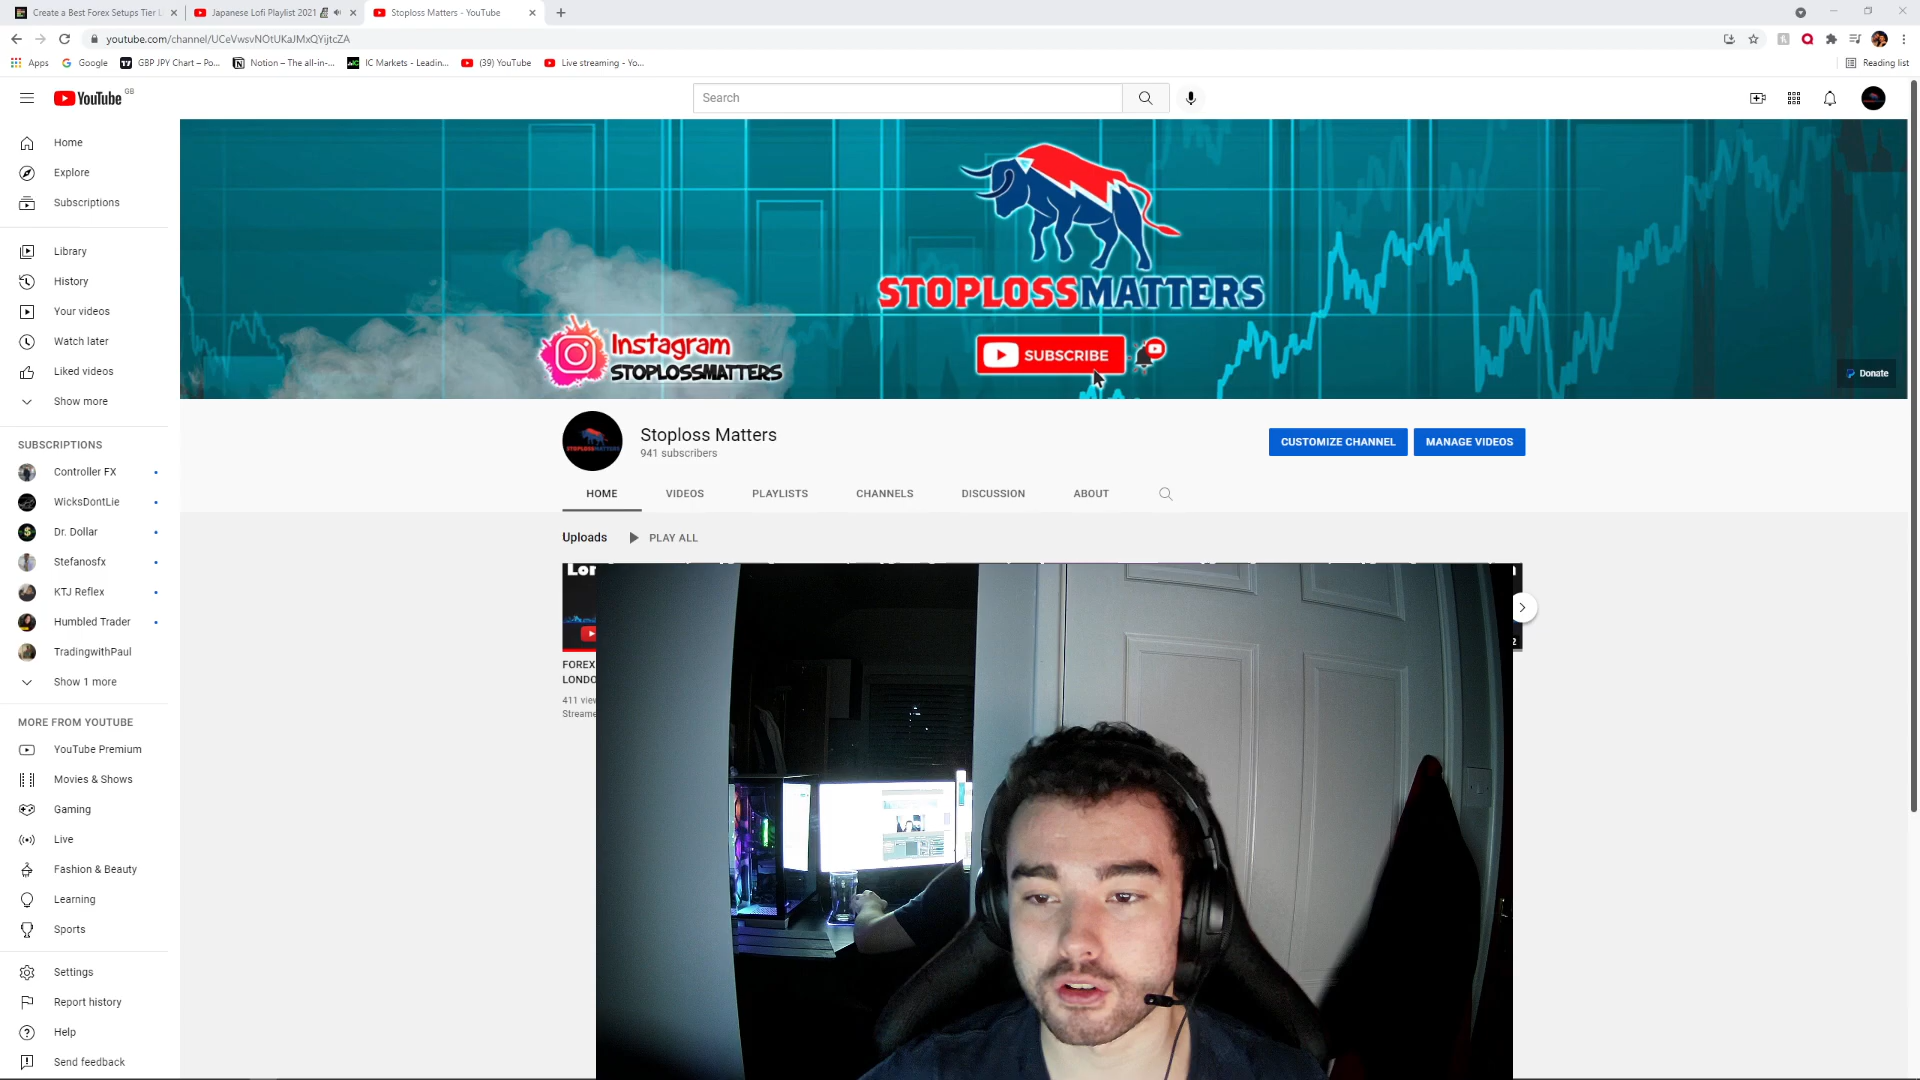 Create a Best Forex Setups Tier L
Japanese Lofi Playlist 2021
Stoploss Matters - YouTube
youtube.com/channel/UCeVwsvNOtUKaJMxQYijtcZA
Apps
Google
GBP JPY Chart – Po...
Notion – The all-in-...
IC Markets - Leadin...
(39) YouTube
Live streaming - Yo...
Reading list
YouTube GB
Search
Home
Explore
Subscriptions
Library
History
Your videos
Watch later
Liked videos
Show more
SUBSCRIPTIONS
Controller FX
WicksDontLie
Dr. Dollar
Stefanosfx
KTJ Reflex
Humbled Trader
TradingwithPaul
Show 1 more
MORE FROM YOUTUBE
YouTube Premium
Movies & Shows
Gaming
Live
Fashion & Beauty
Learning
Sports
Settings
Report history
Help
Send feedback
STOPLOSSMATTERS
Instagram
STOPLOSSMATTERS
SUBSCRIBE
Donate
Stoploss Matters
941 subscribers
CUSTOMIZE CHANNEL
MANAGE VIDEOS
HOME
VIDEOS
PLAYLISTS
CHANNELS
DISCUSSION
ABOUT
Uploads
PLAY ALL
FOREX
411